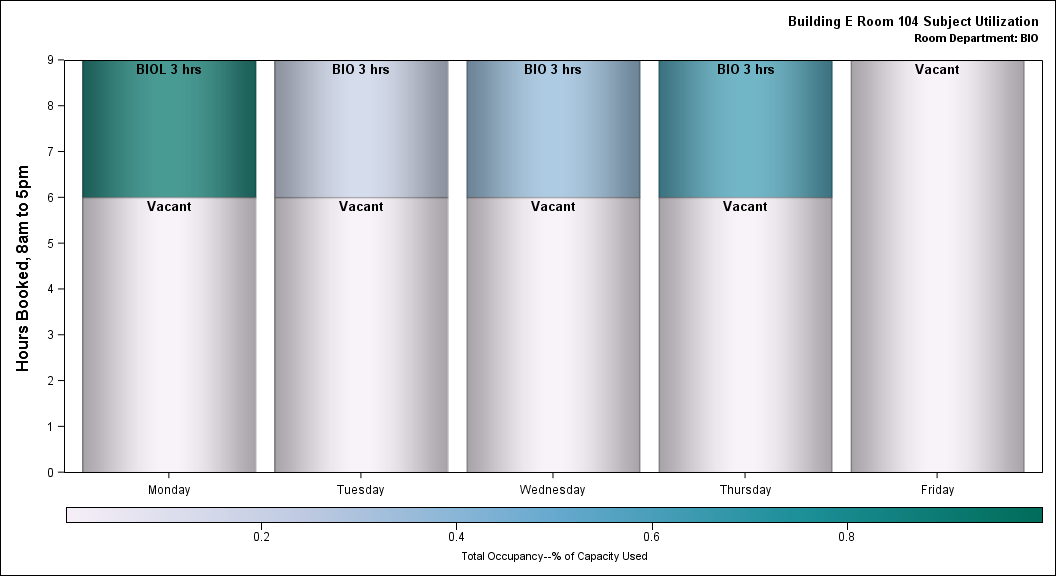 Building E Room 104 Subject Utilization
Room Department: BIO
Hours Booked, 8am to 5pm
9
8
7
6
5
4
3
2
1
0
BIOL 3 hrs
BIO 3 hrs
BIO 3 hrs
BIO 3 hrs
Vacant
Vacant
Vacant
Vacant
Vacant
Monday
Tuesday
Wednesday
Thursday
Friday
0.2
0.4
0.6
0.8
Total Occupancy--% of Capacity Used